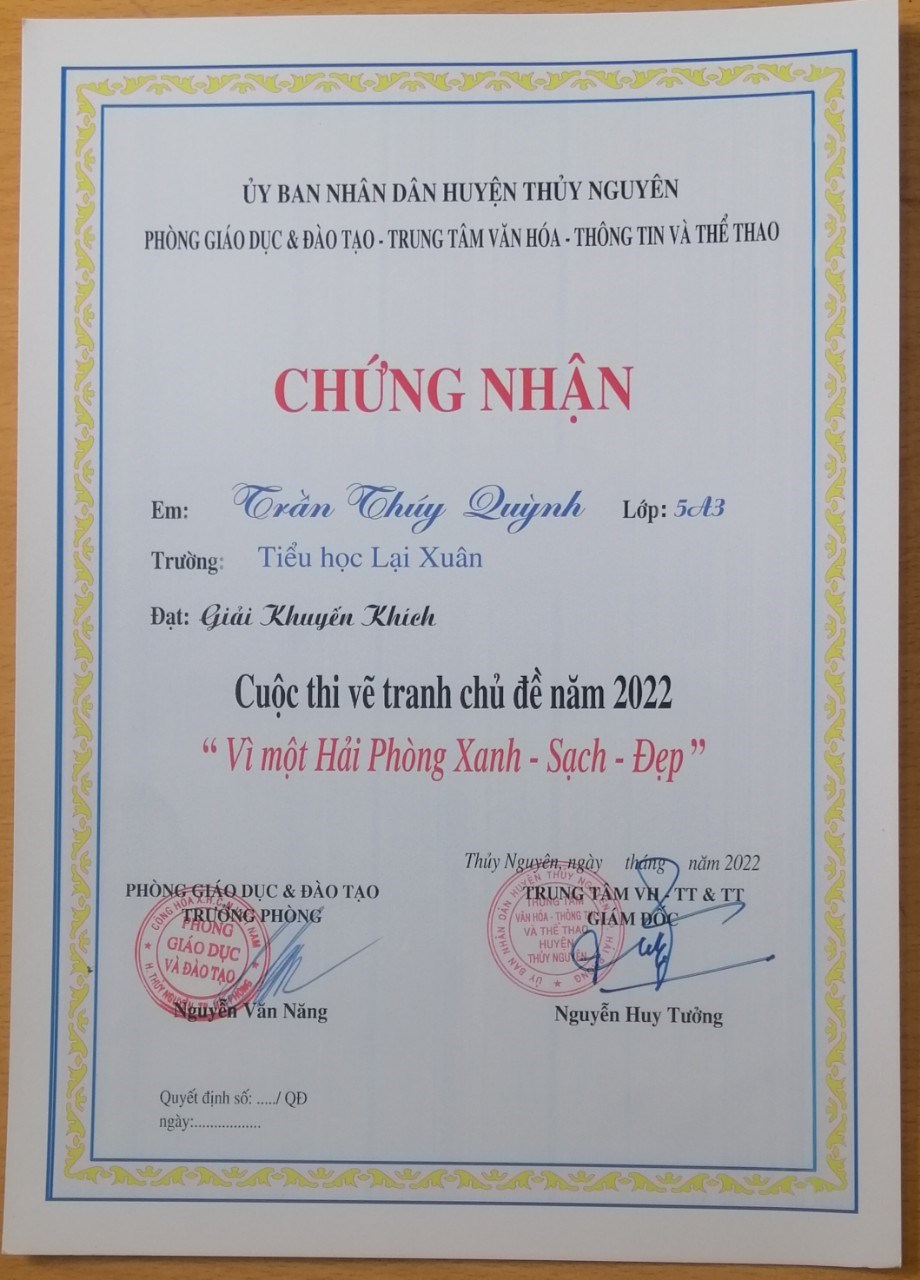 ỦY BAN NHÂN DÂN HUYỆN THỦY NGUYÊN
PHÒNG GIÁO DỤC & ĐÀO TẠO - TRUNG TÂM VĂN HÓA - THÔNG TIN VÀ THỂ THAO
CHỨNG NHẬN
Em: Trần Thúy Quỳnh Lớp: 5A3
Trường: Tiểu học Lại Xuân
Đạt: Giải Khuyến Khích
Cuộc thi vẽ tranh chủ đề năm 2022
“ Vì một Hải Phòng Xanh - Sạch - Đẹp ”
Thủy Nguyên, ngày tháng năm 2022
PHÒNG GIÁO DỤC & ĐÀO TẠO
TRƯỞNG PHÒNG
TRUNG TÂM VH - TT & TT
GIÁM ĐỐC
PHÒNG
GIÁO DỤC
VÀ ĐÀO TẠO
TRUNG TÂM
VĂN HÓA - THÔNG
VÀ THỂ THAO
HUYỆN
THỦY NGUYÊN
Nguyễn Văn Năng
Nguyễn Huy Tưởng
Quyết định số: ...../ QĐ
ngày:.................